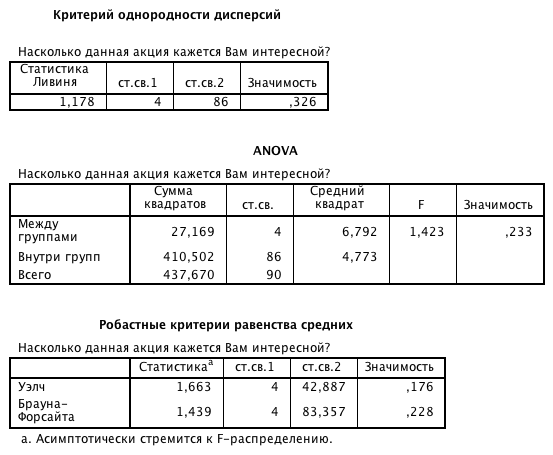 Критерий однородности дисперсий
Насколько данная акция кажется Вам интересной?
Статистика Ливиня ст.св.1 ст.св.2 Значимость
1,178 4 86 ,326
ANOVA
Насколько данная акция кажется Вам интересной?
Сумма квадратов ст.св. Средний квадрат F Значимость
Между группами 27,169 4 6,792 1,423 ,233
Внутри групп 410,502 86 4,773
Всего 437,670 90
Робастные критерии равенства средних
Насколько данная акция кажется Вам интересной?
Статистикаa ст.св.1 ст.св.2 Значимость
Уэлч 1,663 4 42,887 ,176
Брауна-Форсайта 1,439 4 83,357 ,228
a. Асимптотически стремится к F-распределению.